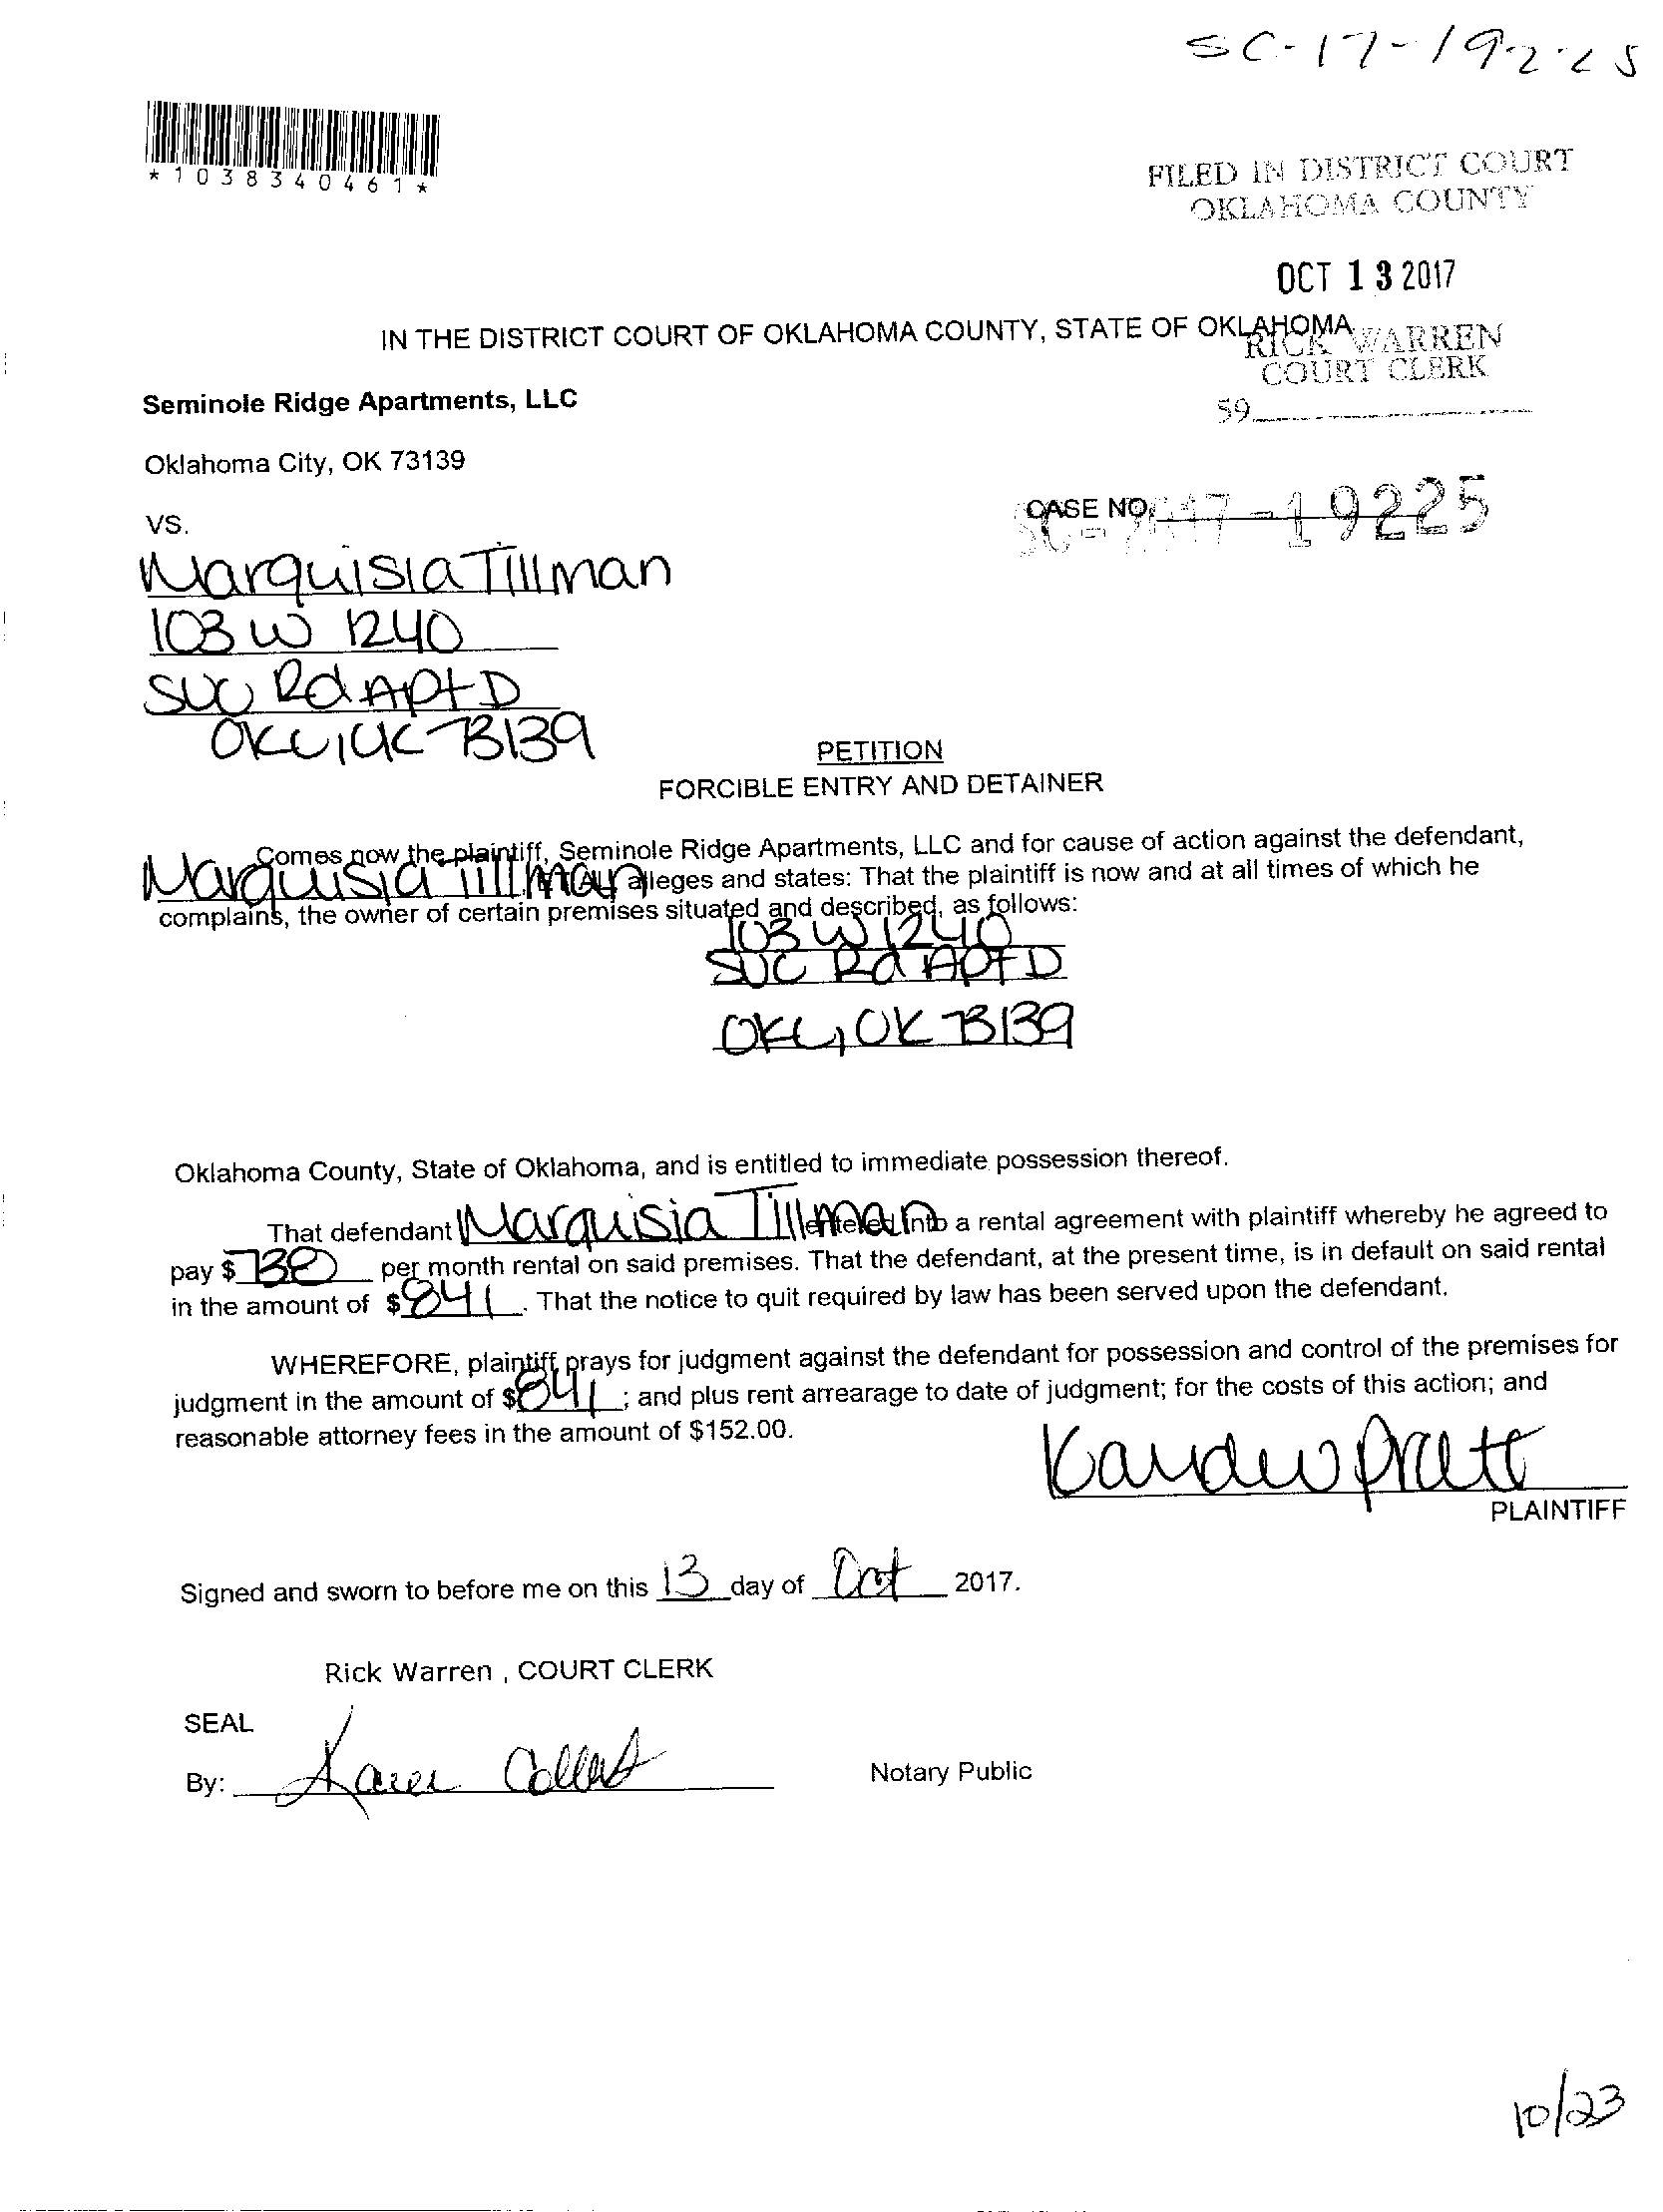 SC-17-19225
*1038340461*
FILED IN DISTRICT COURT
OKLAHOMA COUNTY
OCT 13 2017
IN THE DISTRICT COURT OF OKLAHOMA COUNTY, STATE OF OKLAHOMA
RICK WARREN
COURT CLERK
Seminole Ridge Apartments, LLC
59
Oklahoma City, OK 73139
CASE NO. SC-2017-19225
VS.
Marquisia Tillman
103 W 1240
SW Rd Apt D
OKC, OK 73139
PETITION
FORCIBLE ENTRY AND DETAINER
Comes now the plaintiff, Seminole Ridge Apartments, LLC and for cause of action against the defendant,
Marquisia Tillman alleges and states: That the plaintiff is now and at all times of which he
complains, the owner of certain premises situated and described, as follows:
103 W 1240
SVC Rd Apt D
OKC, OK 73139
Oklahoma County, State of Oklahoma, and is entitled to immediate possession thereof.
That defendant Marquisia Tillman entered into a rental agreement with plaintiff whereby he agreed to
pay $ per month rental on said premises. That the defendant, at the present time, is in default on said rental
in the amount of $841. That the notice to quit required by law has been served upon the defendant.
WHEREFORE, plaintiff prays for judgment against the defendant for possession and control of the premises for
judgment in the amount of $841; and plus rent arrearage to date of judgment; for the costs of this action; and
reasonable attorney fees in the amount of $152.00.
Pratt
PLAINTIFF
Signed and sworn to before me on this 13 day of Oct 2017.
Rick Warren , COURT CLERK
SEAL
By: Karen Notary Public
10/23